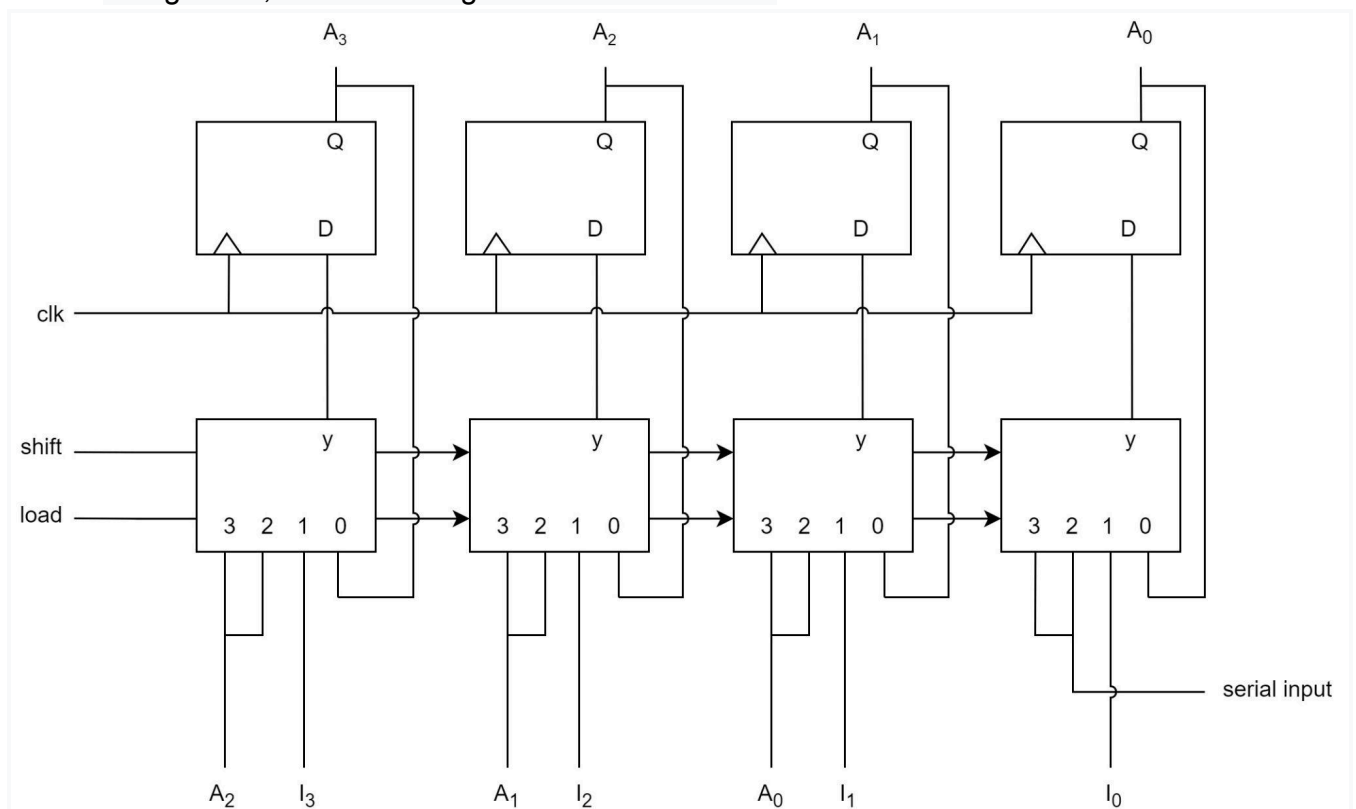 A3 A2 A1 A0
Q Q Q Q
D D D D
clk
shift y y y y
load 3 2 1 0 3 2 1 0 3 2 1 0 3 2 1 0
serial input
A2 I3 A1 I2 A0 I1 I0